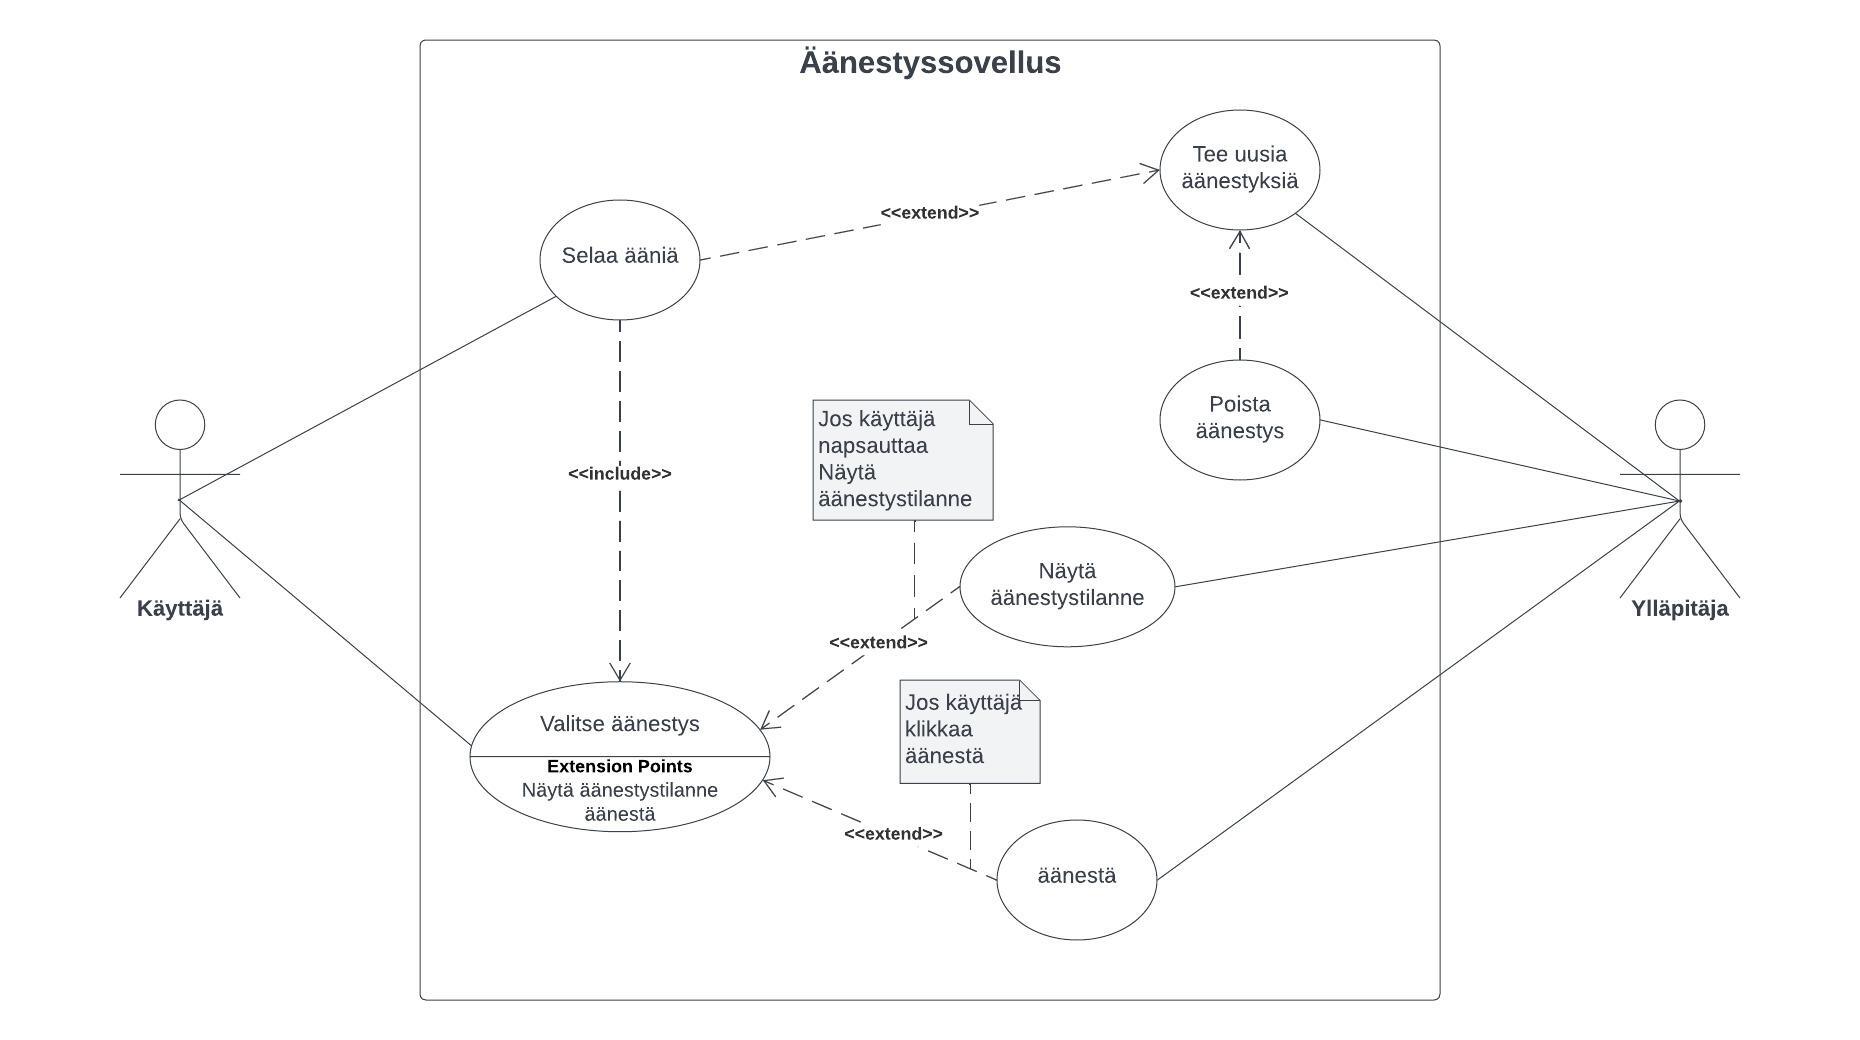 Äänestyssovellus
Tee uusia
äänestyksiä
<<extend>>
Selaa ääniä
<<extend>>
Poista
äänestys
Jos käyttäjä
napsauttaa
Näytä
äänestystilanne
<<include>>
Näytä
äänestystilanne
Käyttäjä
Ylläpitäja
<<extend>>
Jos käyttäjä
klikkaa
äänestä
Valitse äänestys
Extension Points
Näytä äänestystilanne
äänestä
<<extend>>
äänestä